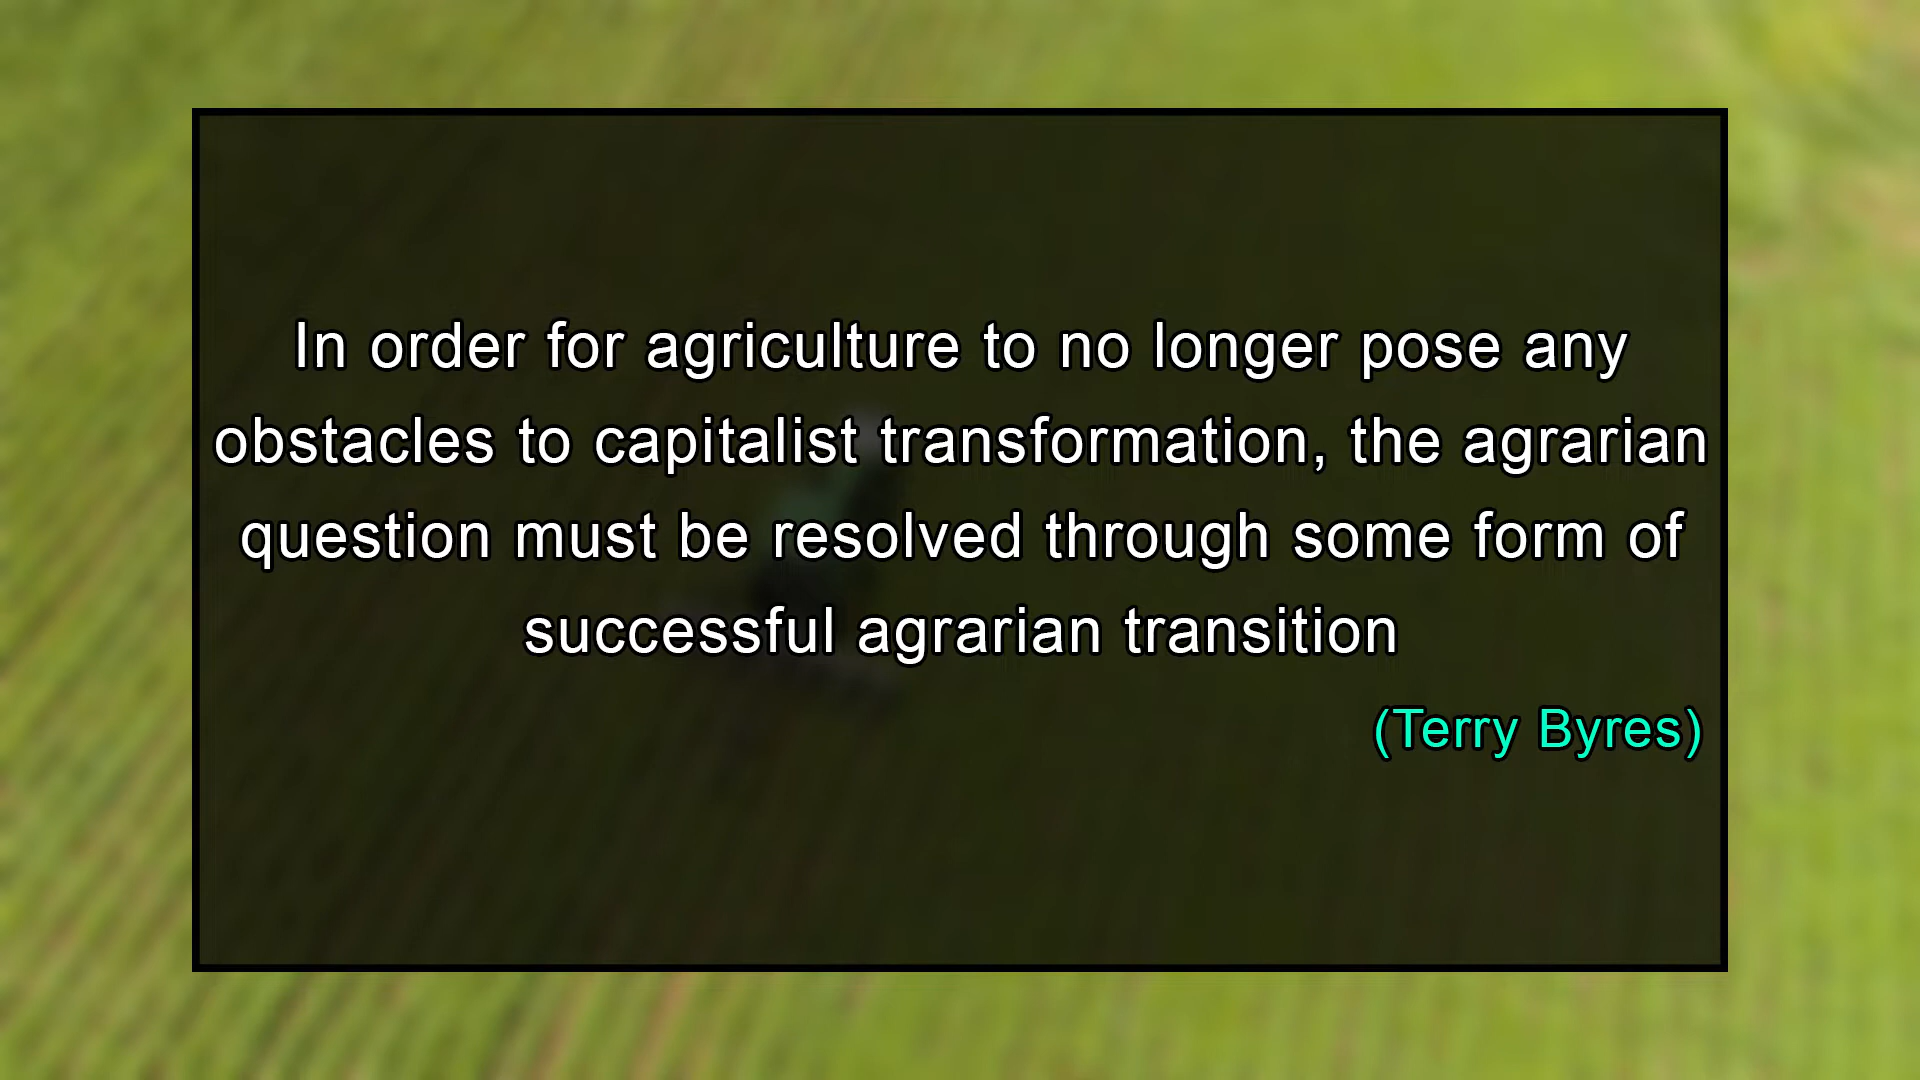 In order for agriculture to no longer pose any
obstacles to capitalist transformation, the agrarian
question must be resolved through some form of
successful agrarian transition
(Terry Byres)